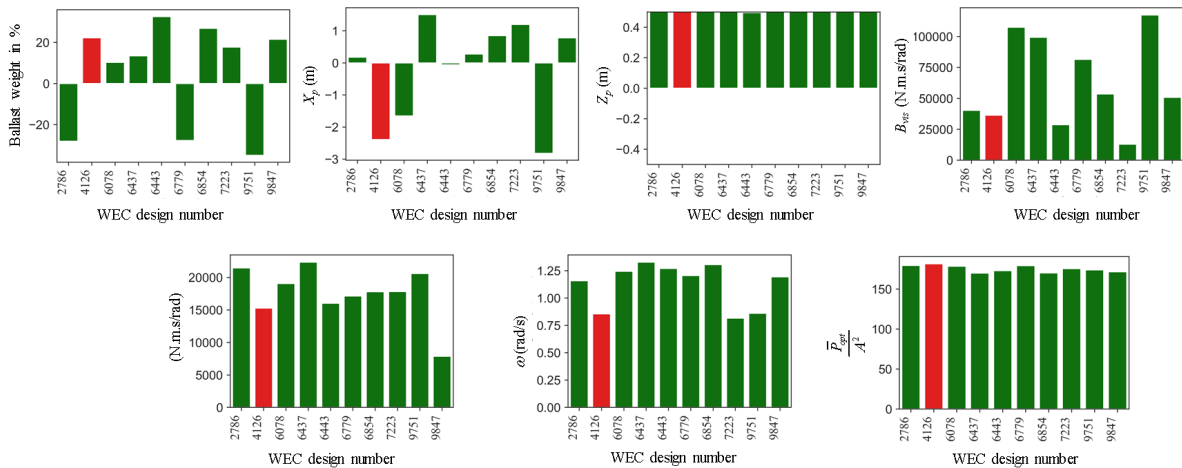 Ballast weight in %
20
0
−20
2786 4126 6078 6437 6443 6779 6854 7223 9751 9847
WEC design number
X_p (m)
1
0
−1
−2
−3
2786 4126 6078 6437 6443 6779 6854 7223 9751 9847
WEC design number
Z_p (m)
0.4
0.2
0.0
−0.2
−0.4
2786 4126 6078 6437 6443 6779 6854 7223 9751 9847
WEC design number
B_vis (N.m.s/rad)
100000
75000
50000
25000
0
2786 4126 6078 6437 6443 6779 6854 7223 9751 9847
WEC design number
(N.m.s/rad)
20000
15000
10000
5000
0
2786 4126 6078 6437 6443 6779 6854 7223 9751 9847
WEC design number
ω (rad/s)
1.25
1.00
0.75
0.50
0.25
0.00
2786 4126 6078 6437 6443 6779 6854 7223 9751 9847
WEC design number
P̅_opt
A²
150
100
50
0
2786 4126 6078 6437 6443 6779 6854 7223 9751 9847
WEC design number